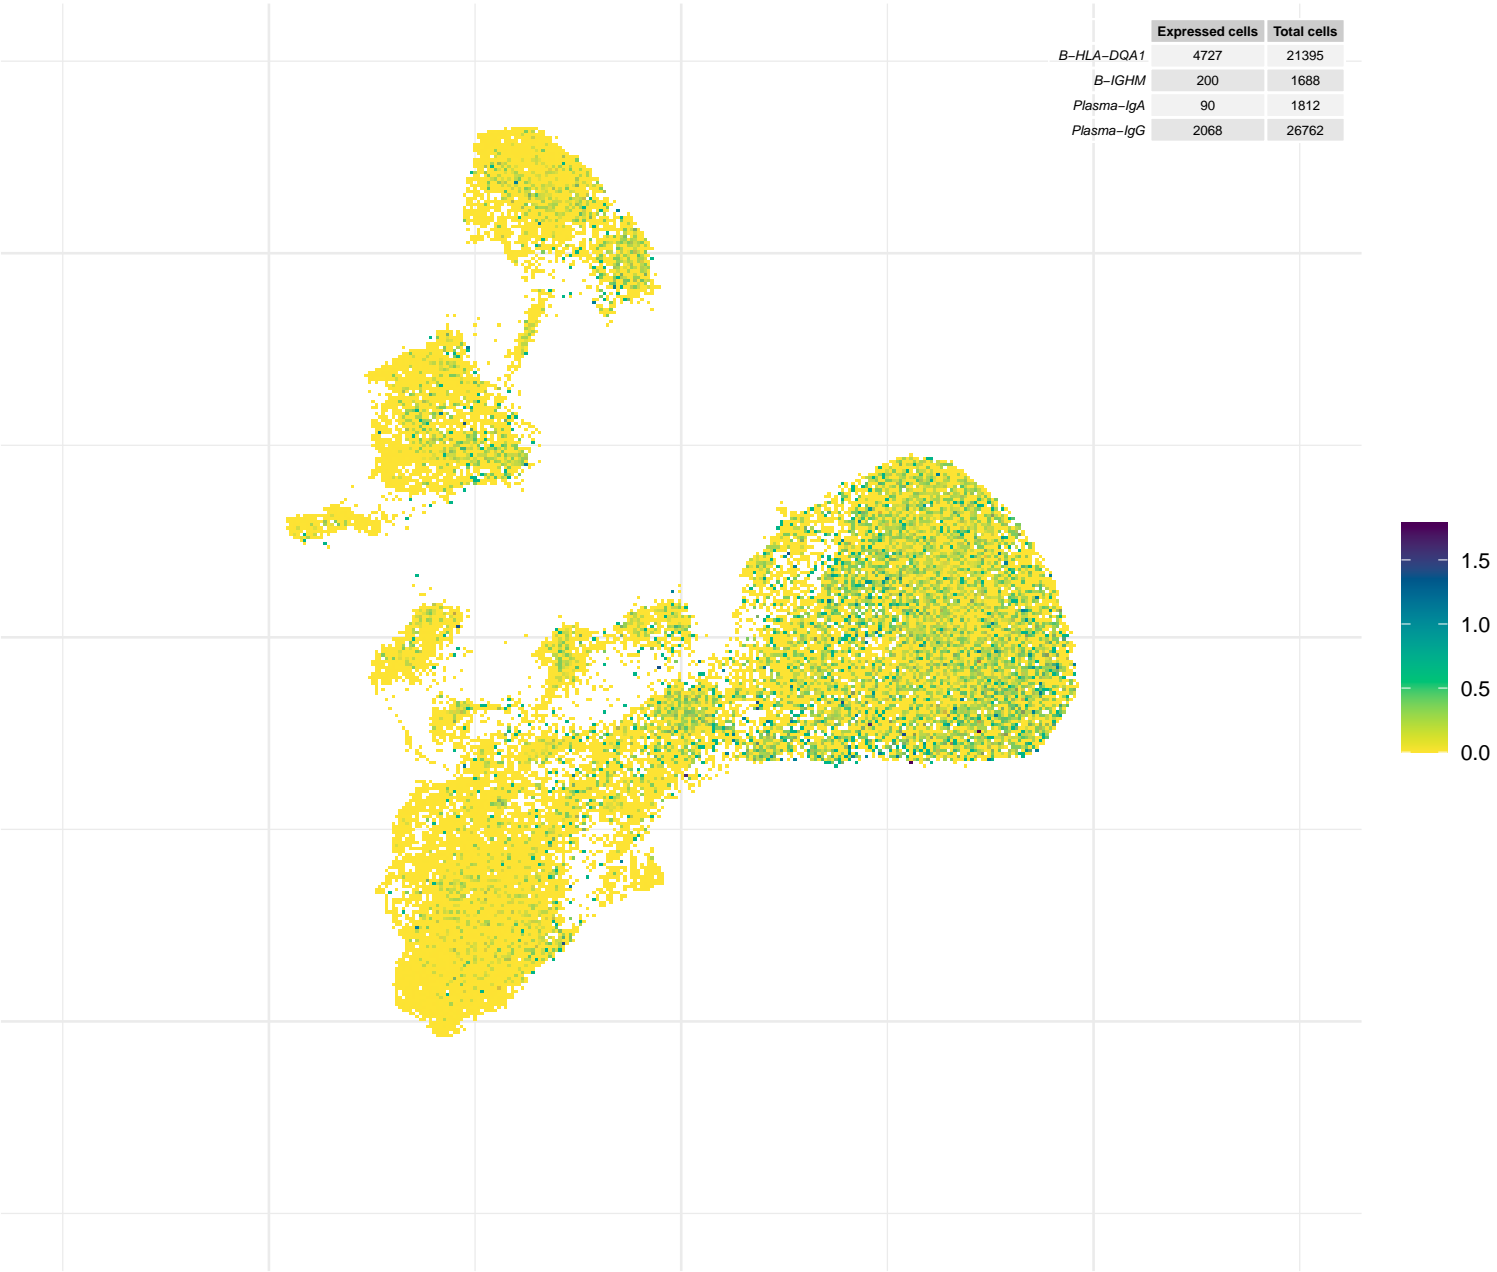 Expressed cells Total cells
B−HLA−DQA1 4727 21395
B−IGHM 200 1688
Plasma−IgA 90 1812
Plasma−IgG 2068 26762
1.5
1.0
0.5
0.0